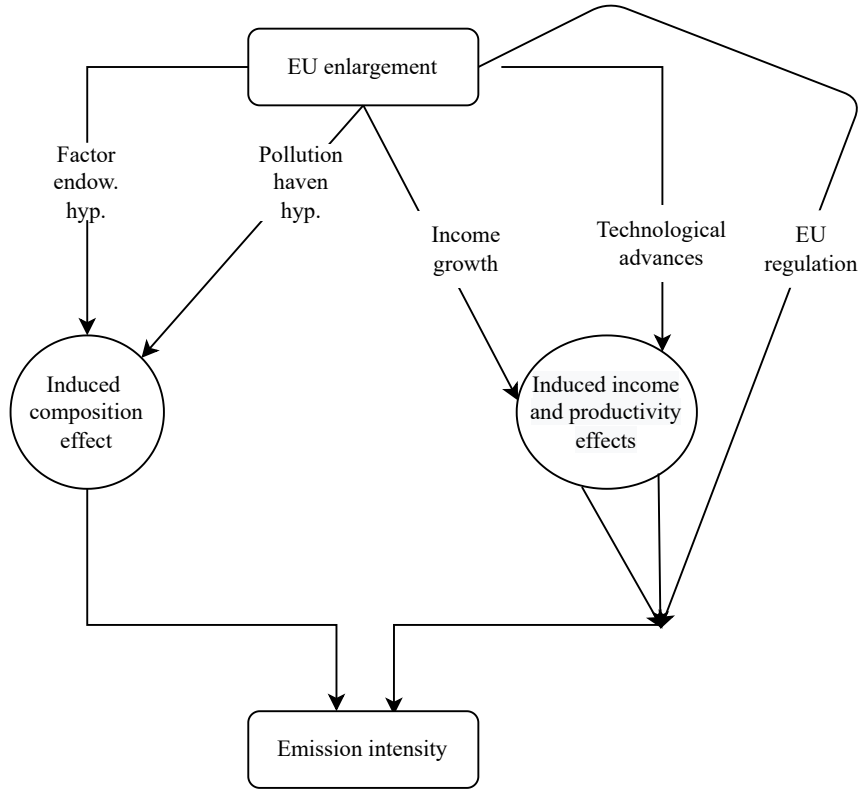 EU enlargement
Factor
endow.
hyp.
Pollution
haven
hyp.
Income
growth
Technological
advances
EU
regulation
Induced
composition
effect
Induced income
and productivity
effects
Emission intensity